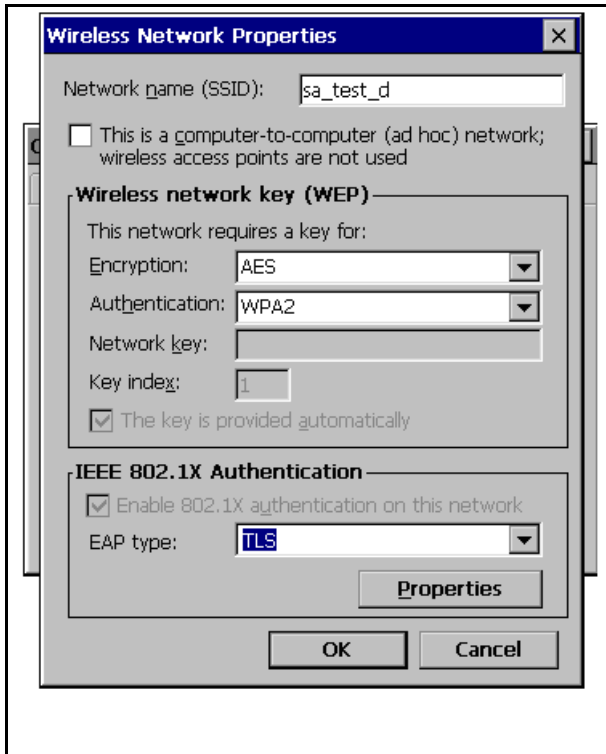 Wireless Network Properties
Network name (SSID): sa_test_d
This is a computer-to-computer (ad hoc) network;
wireless access points are not used
Wireless network key (WEP)
This network requires a key for:
Encryption: AES
Authentication: WPA2
Network key:
Key index: 1
The key is provided automatically
IEEE 802.1X Authentication
Enable 802.1X authentication on this network
EAP type: TLS
Properties
OK Cancel